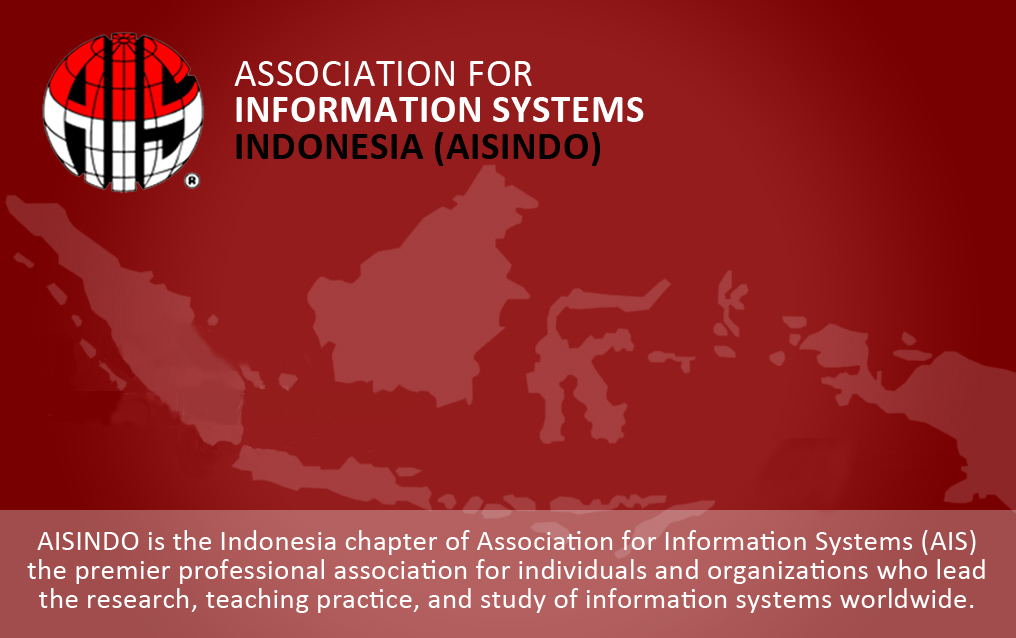 AIS
®
ASSOCIATION FOR
INFORMATION SYSTEMS
INDONESIA (AISINDO)
AISINDO is the Indonesia chapter of Association for Information Systems (AIS)
the premier professional association for individuals and organizations who lead
the research, teaching practice, and study of information systems worldwide.